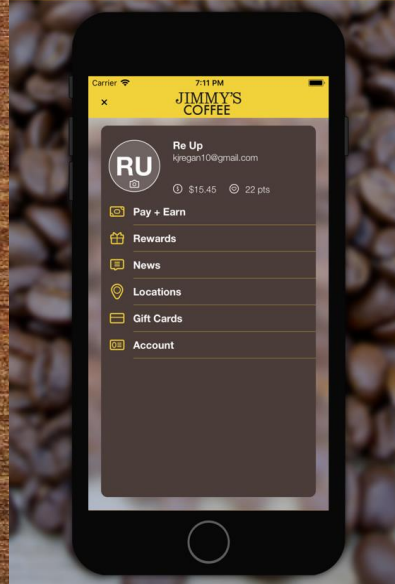 Carrier 7:11 PM
×
JIMMY'S
COFFEE
RU
Re Up
kjregan10@gmail.com
$15.45 22 pts
Pay + Earn
Rewards
News
Locations
Gift Cards
Account